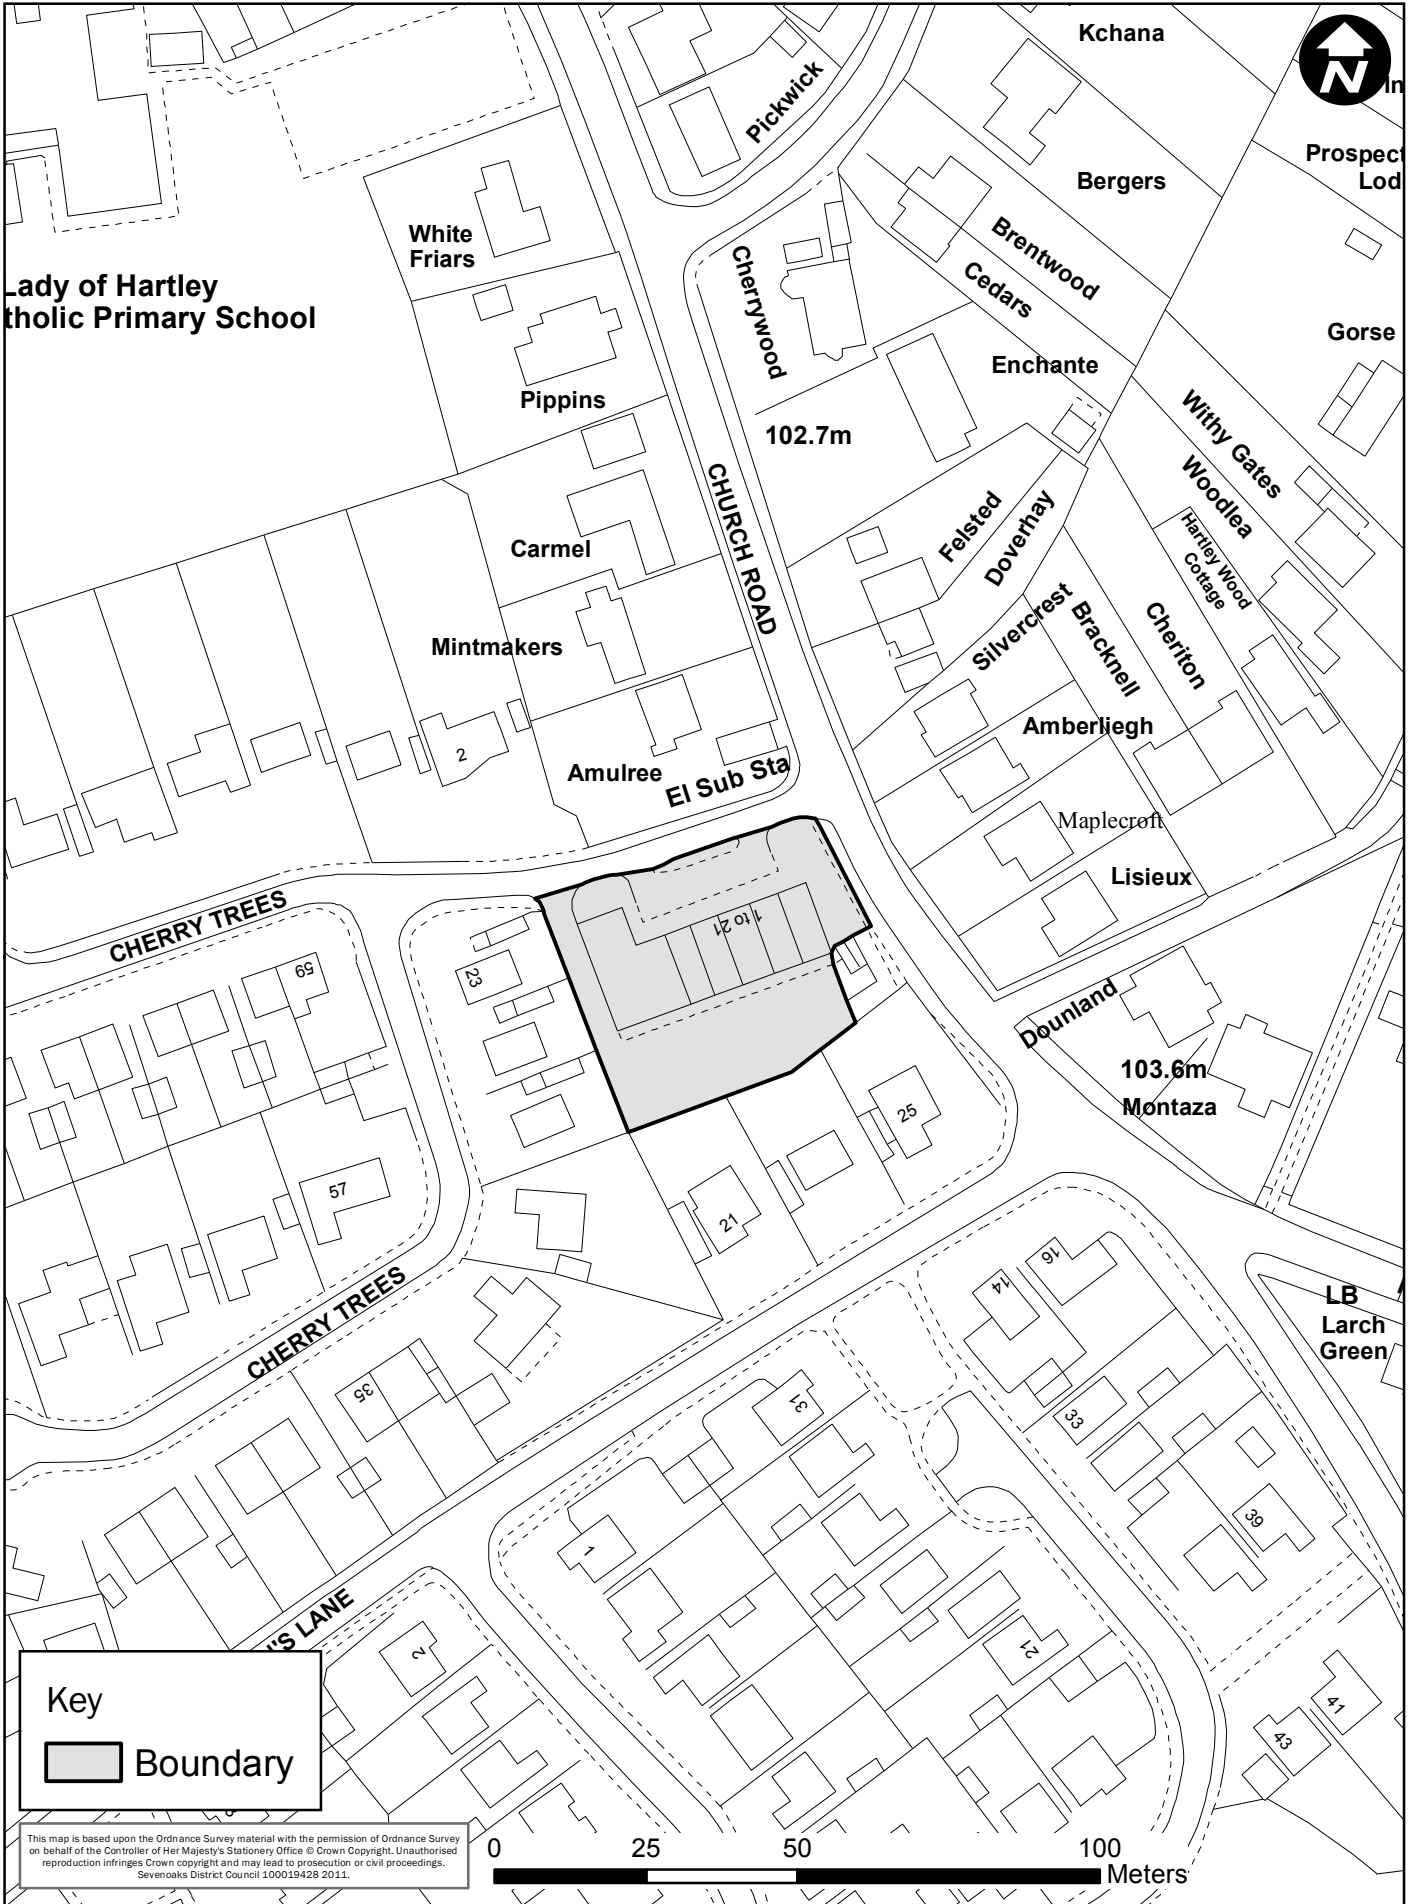 Kchana
N
In
Pickwick
Prospect
Lod
Bergers
White
Friars
Brentwood
Cherrywood
Cedars
Lady of Hartley
tholic Primary School
Gorse
Enchante
Pippins
102.7m
Withy Gates
Woodlea
CHURCH ROAD
Felsted
Doverhay
Hartley Wood
Cottage
Carmel
Silvercrest
Bracknell
Cheriton
Mintmakers
Amberliegh
2
Amulree
El Sub Sta
Maplecroft
Lisieux
CHERRY TREES
1 to 21
59
23
Dounland
103.6m
Montaza
25
57
21
16
14
CHERRY TREES
LB
Larch
Green
35
31
33
39
1
'S LANE
2
21
41
43
Key
Boundary
This map is based upon the Ordnance Survey material with the permission of Ordnance Survey
on behalf of the Controller of Her Majesty's Stationery Office © Crown Copyright. Unauthorised
reproduction infringes Crown copyright and may lead to prosecution or civil proceedings.
Sevenoaks District Council 100019428 2011.
0 25 50 100
Meters